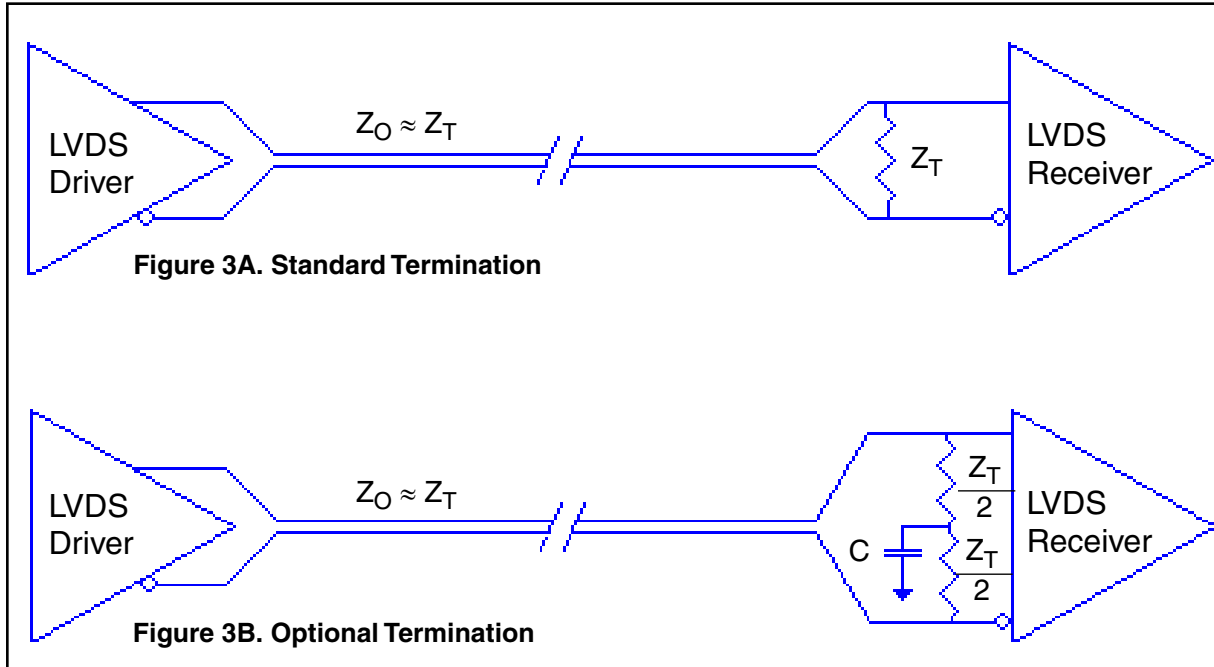 LVDS
Driver
Z_O ≈ Z_T
Z_T
LVDS
Receiver
Figure 3A. Standard Termination
LVDS
Driver
Z_O ≈ Z_T
C
Z_T
2
Z_T
2
LVDS
Receiver
Figure 3B. Optional Termination